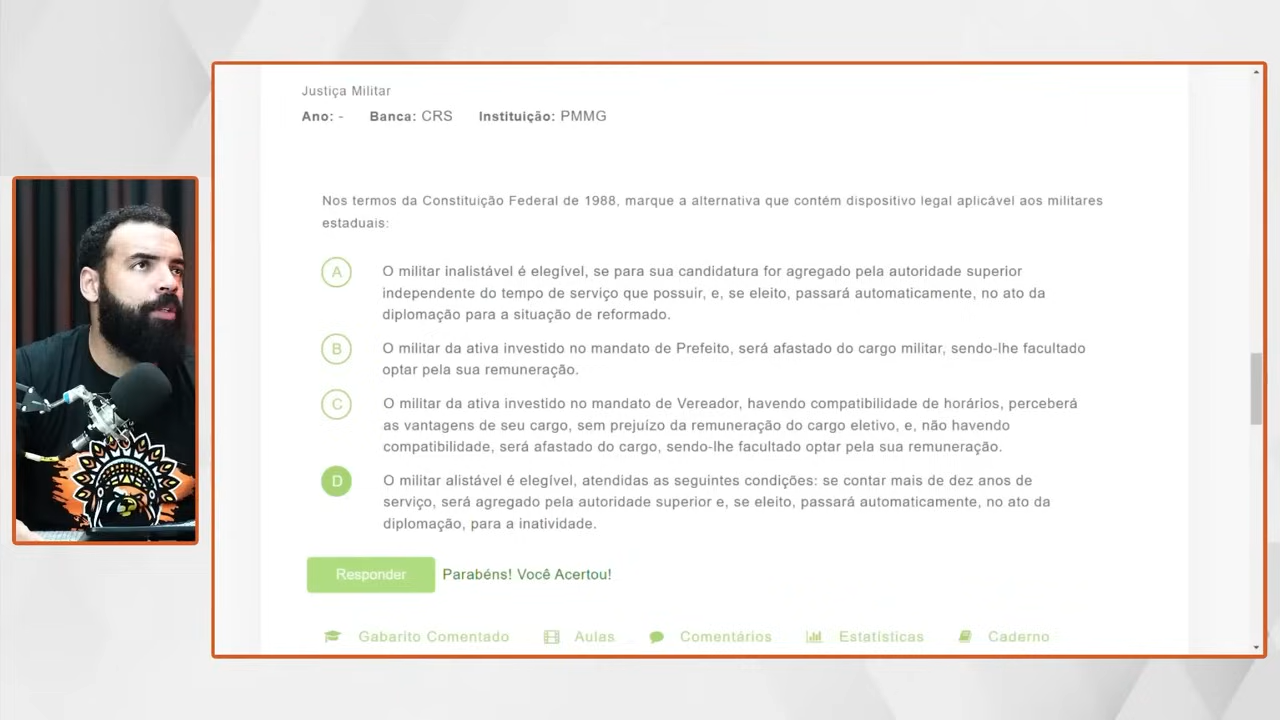 Justiça Militar
Ano: - Banca: CRS Instituição: PMMG
Nos termos da Constituição Federal de 1988, marque a alternativa que contém dispositivo legal aplicável aos militares
estaduais:
A O militar inalistável é elegível, se para sua candidatura for agregado pela autoridade superior
independente do tempo de serviço que possuir, e, se eleito, passará automaticamente, no ato da
diplomação para a situação de reformado.
B O militar da ativa investido no mandato de Prefeito, será afastado do cargo militar, sendo-lhe facultado
optar pela sua remuneração.
C O militar da ativa investido no mandato de Vereador, havendo compatibilidade de horários, perceberá
as vantagens de seu cargo, sem prejuízo da remuneração do cargo eletivo, e, não havendo
compatibilidade, será afastado do cargo, sendo-lhe facultado optar pela sua remuneração.
D O militar alistável é elegível, atendidas as seguintes condições: se contar mais de dez anos de
serviço, será agregado pela autoridade superior e, se eleito, passará automaticamente, no ato da
diplomação, para a inatividade.
Responder Parabéns! Você Acertou!
Gabarito Comentado Aulas Comentários Estatísticas Caderno